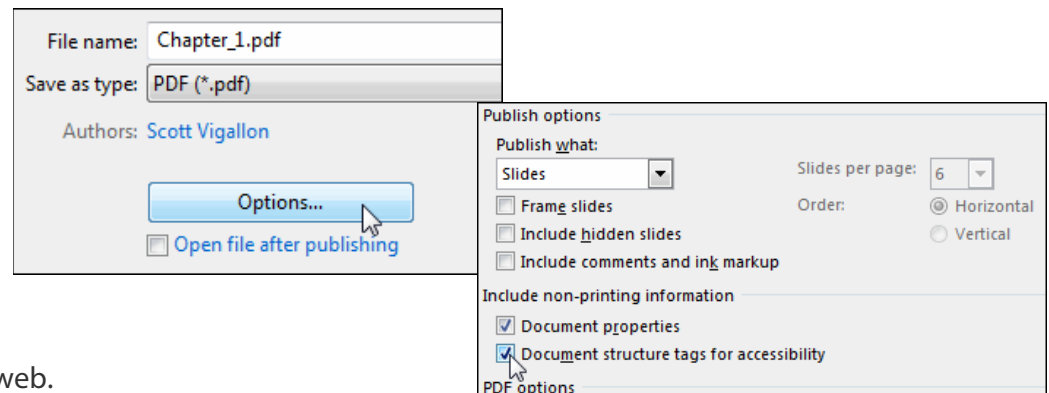 File name: Chapter_1.pdf
Save as type: PDF (*.pdf)
Authors: Scott Vigallon
Options...
Open file after publishing
Publish options
Publish what:
Slides
Slides per page: 6
Frame slides
Order: Horizontal
Include hidden slides
Vertical
Include comments and ink markup
Include non-printing information
Document properties
Document structure tags for accessibility
PDF options
web.